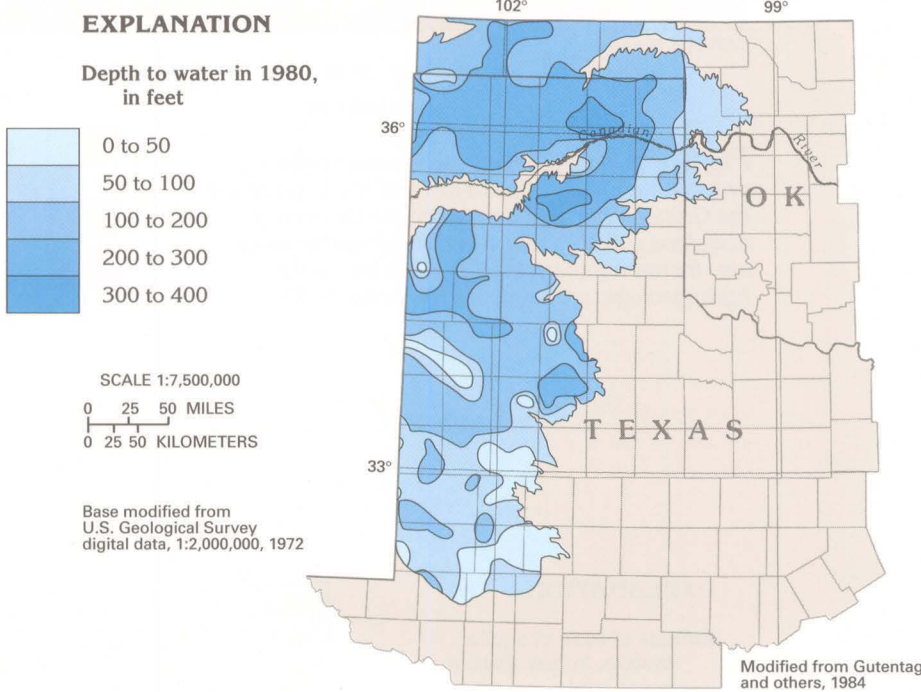 102°
99°
EXPLANATION
Depth to water in 1980,
in feet
0 to 50
50 to 100
100 to 200
200 to 300
300 to 400
36°
Canadian
River
O K
SCALE 1:7,500,000
0 25 50 MILES
0 25 50 KILOMETERS
T E X A S
33°
Base modified from
U.S. Geological Survey
digital data, 1:2,000,000, 1972
Modified from Gutentag
and others, 1984